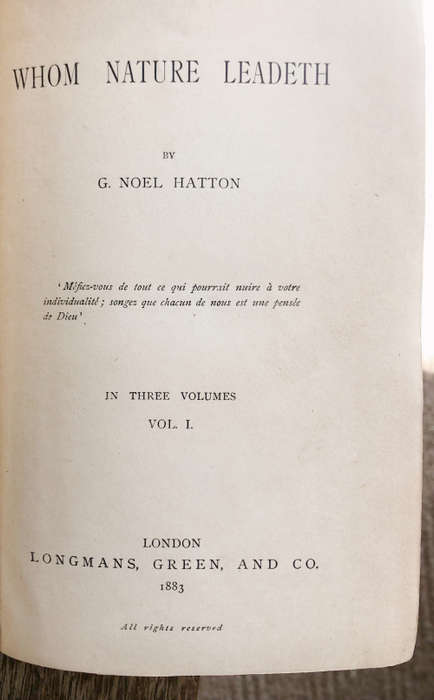 WHOM NATURE LEADETH
BY
G. NOEL HATTON
'Méfiez-vous de tout ce qui pourrait nuire à votre
individualité; songez que chacun de nous est une pensée
de Dieu'
IN THREE VOLUMES
VOL. I.
LONDON
LONGMANS, GREEN, AND CO.
1883
All rights reserved